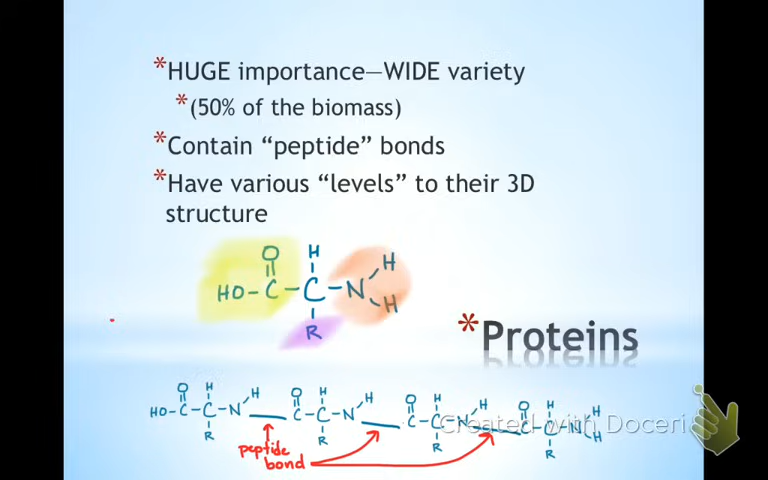 *HUGE importance—WIDE variety
*(50% of the biomass)
*Contain “peptide” bonds
*Have various “levels” to their 3D
structure
O H H
HO-C-C-N
H
R
*Proteins
O H H O H H O H H O H H
HO-C-C-N C-C-N C-C-N C-C-N
H
R R R R
peptide
bond
Created with Doceri